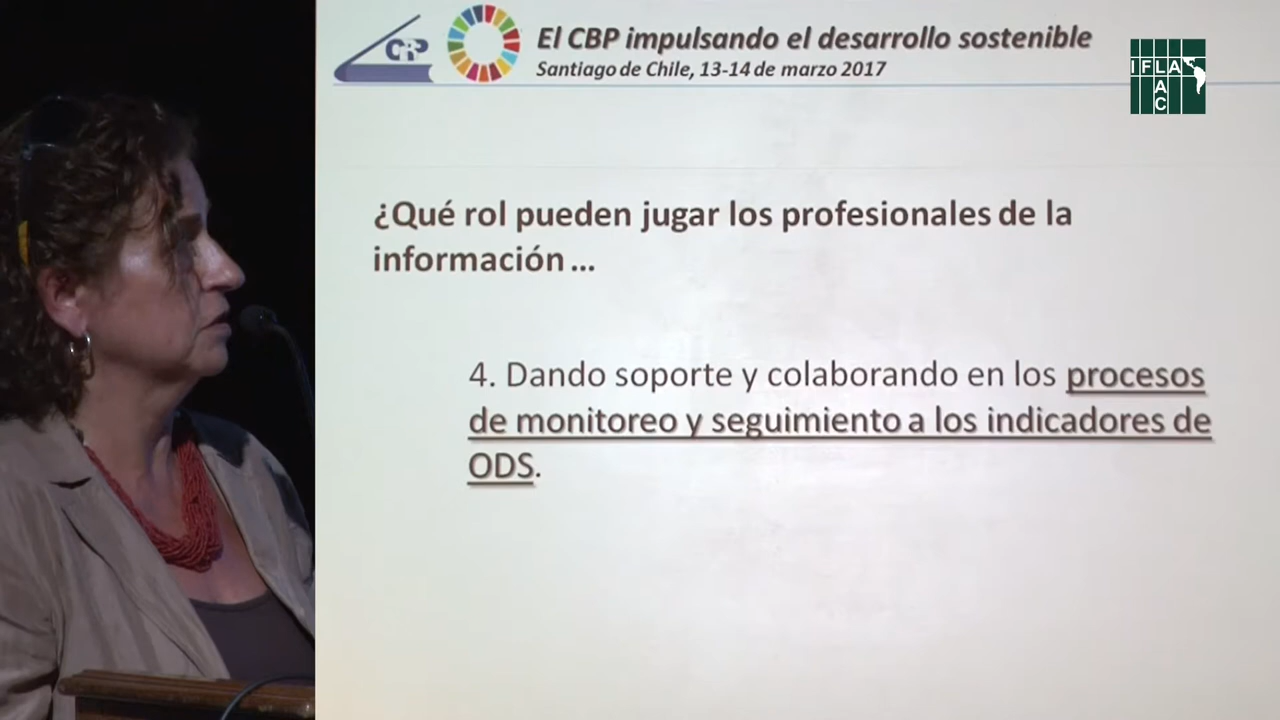 CBP
El CBP impulsando el desarrollo sostenible
Santiago de Chile, 13-14 de marzo 2017
IFLA
LAC
¿Qué rol pueden jugar los profesionales de la
información ...
4. Dando soporte y colaborando en los procesos
de monitoreo y seguimiento a los indicadores de
ODS.